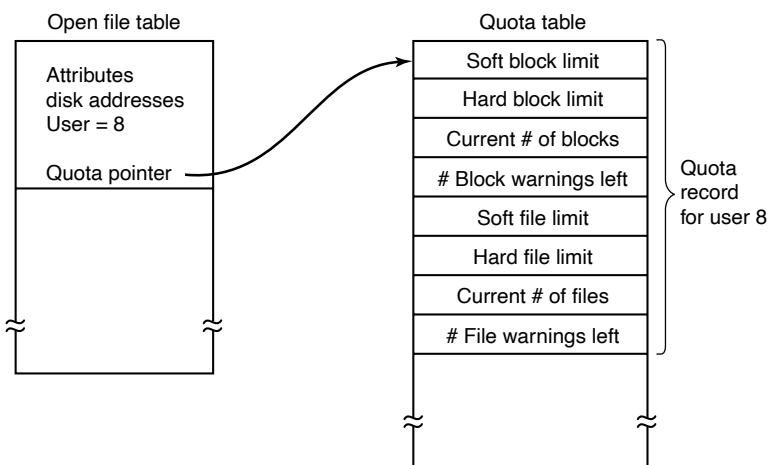 Open file table
Attributes
disk addresses
User = 8
Quota pointer
Quota table
Soft block limit
Hard block limit
Current # of blocks
# Block warnings left
Soft file limit
Hard file limit
Current # of files
# File warnings left
Quota
record
for user 8